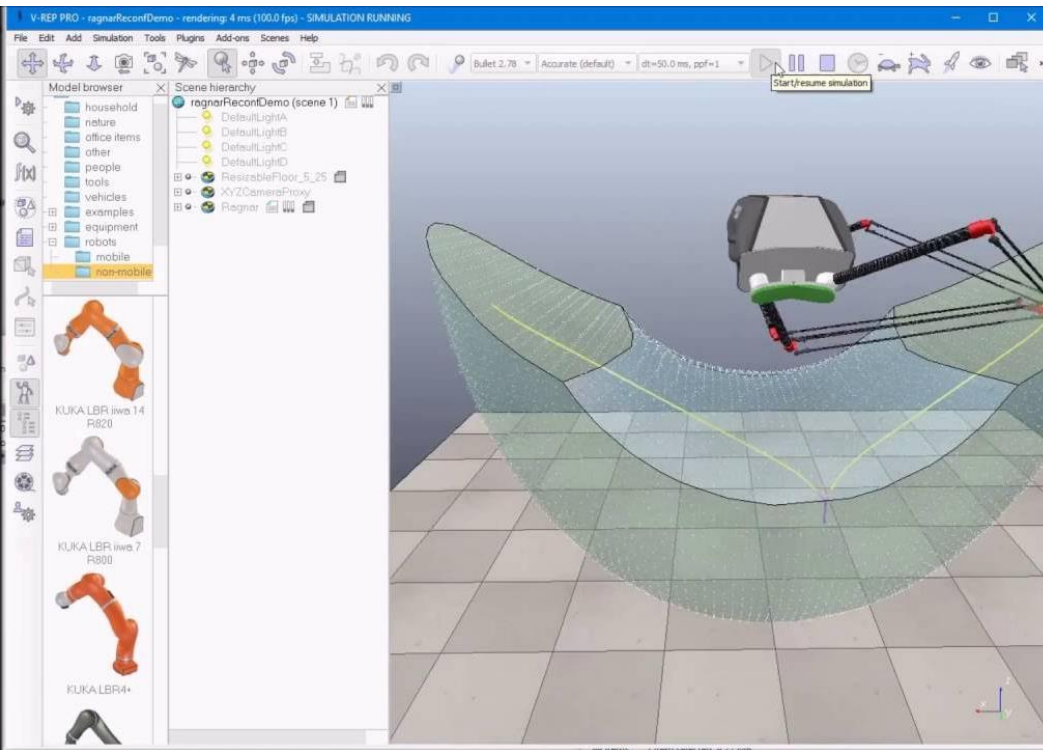 V-REP PRO - ragnarReconfDemo - rendering: 4 ms (100.0 fps) - SIMULATION RUNNING
File Edit Add Simulation Tools Plugins Add-ons Scenes Help
Bullet 2.78 Accurate (default) dt=50.0 ms, ppf=1
Start/resume simulation
Model browser
household
nature
office items
other
people
tools
vehicles
examples
equipment
robots
mobile
non-mobile
KUKA LBR iiwa 14
R820
KUKA LBR iiwa 7
R800
KUKA LBR4+
Scene hierarchy
ragnarReconfDemo (scene 1)
DefaultLightA
DefaultLightB
DefaultLightC
DefaultLightD
ResizableFloor_5_25
XYZCameraProxy
Ragnar
f(x)
x
y
z